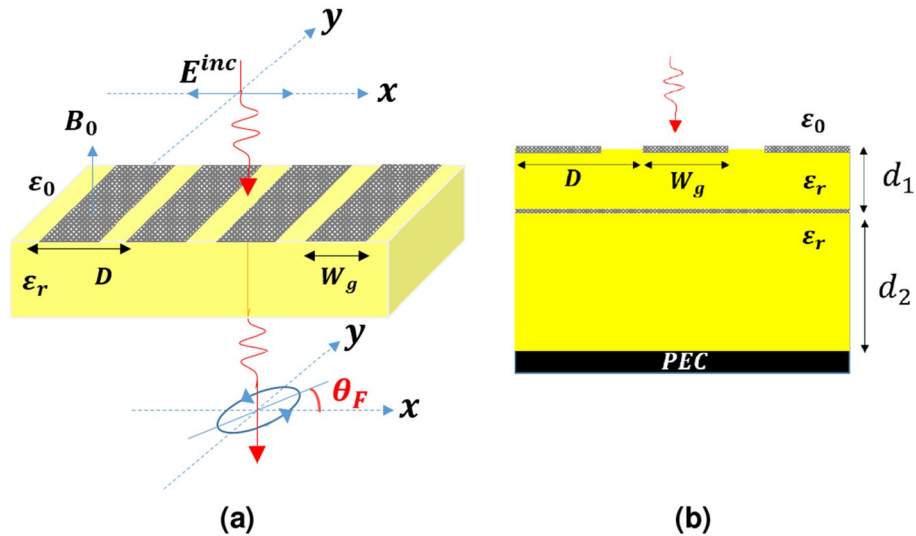 y
E^inc
x
B_0
ε_0
ε_r
D
W_g
y
θ_F
x
(a)
ε_0
D
W_g
ε_r
d_1
ε_r
d_2
PEC
(b)